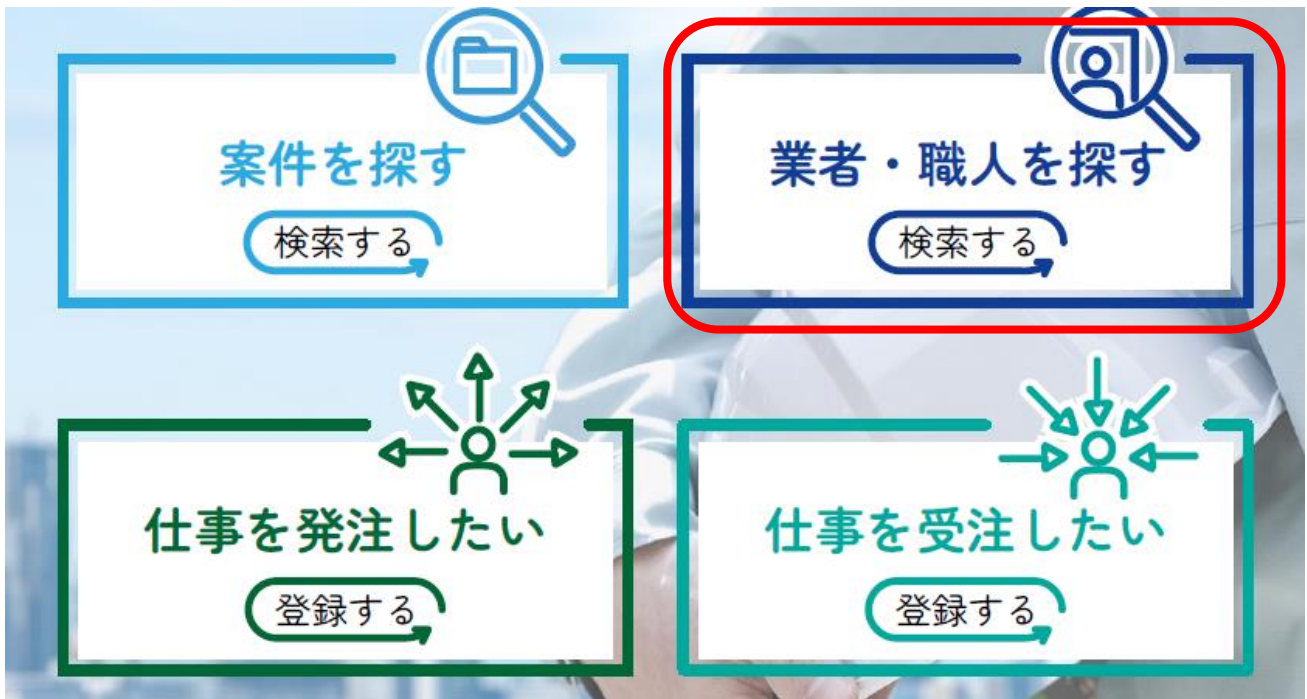 案件を探す
検索する
業者・職人を探す
検索する
仕事を発注したい
登録する
仕事を受注したい
登録する